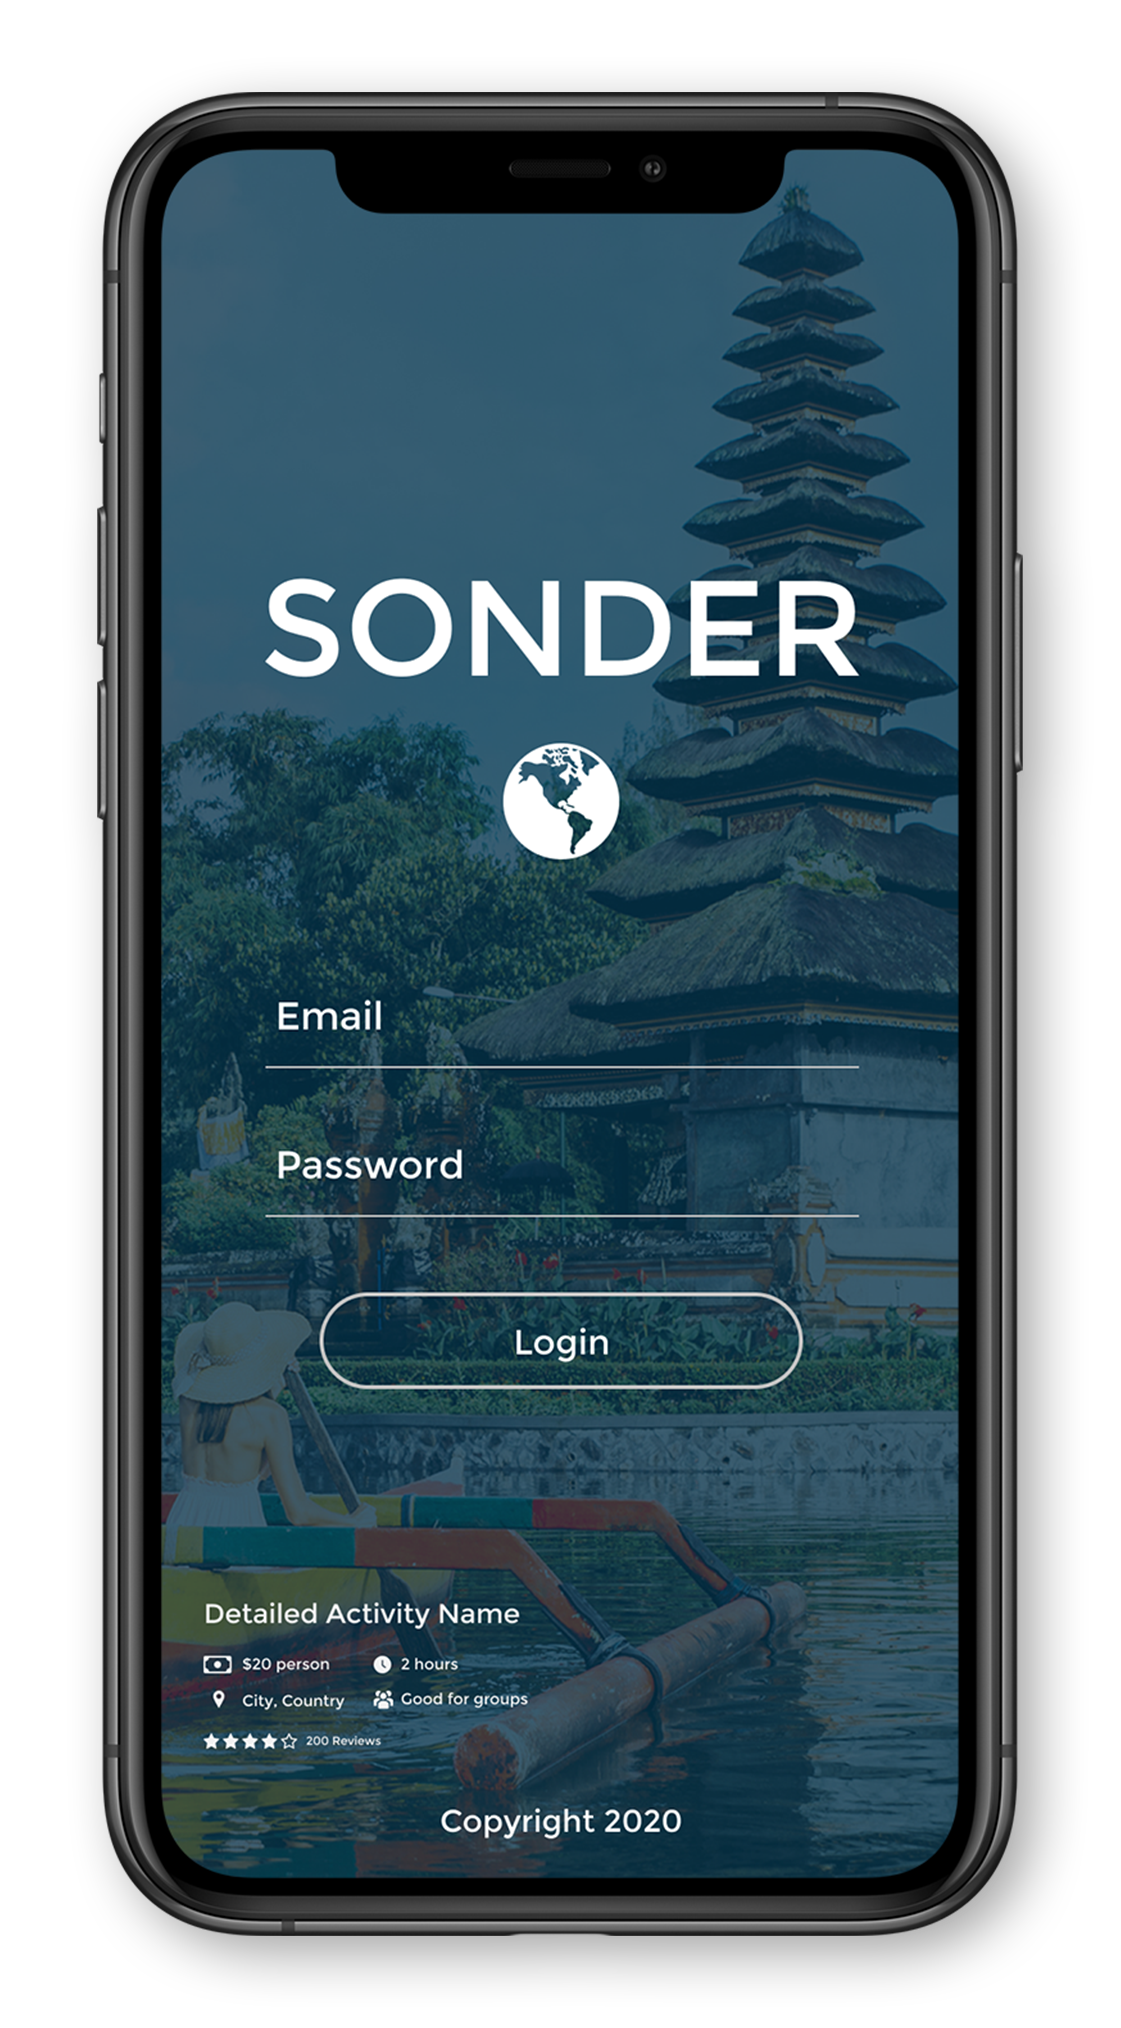 SONDER
Email
Password
Login
Detailed Activity Name
$20 person
2 hours
City, Country
Good for groups
200 Reviews
Copyright 2020